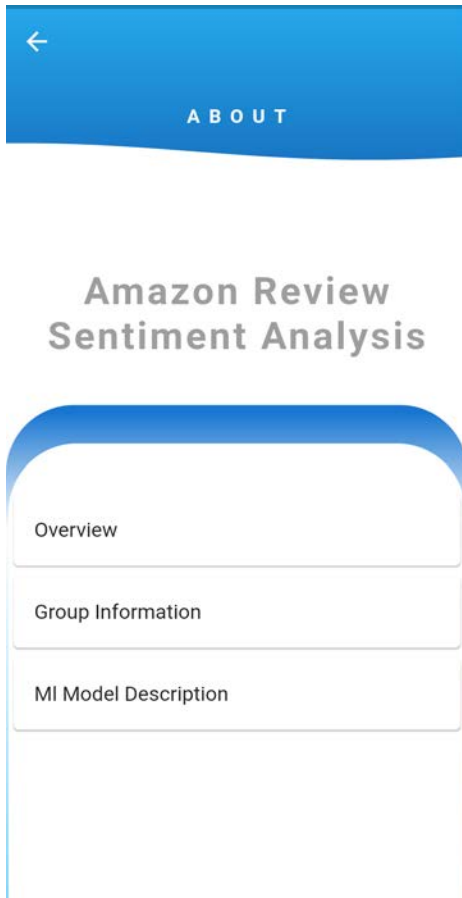 ABOUT
Amazon Review
Sentiment Analysis
Overview
Group Information
Ml Model Description